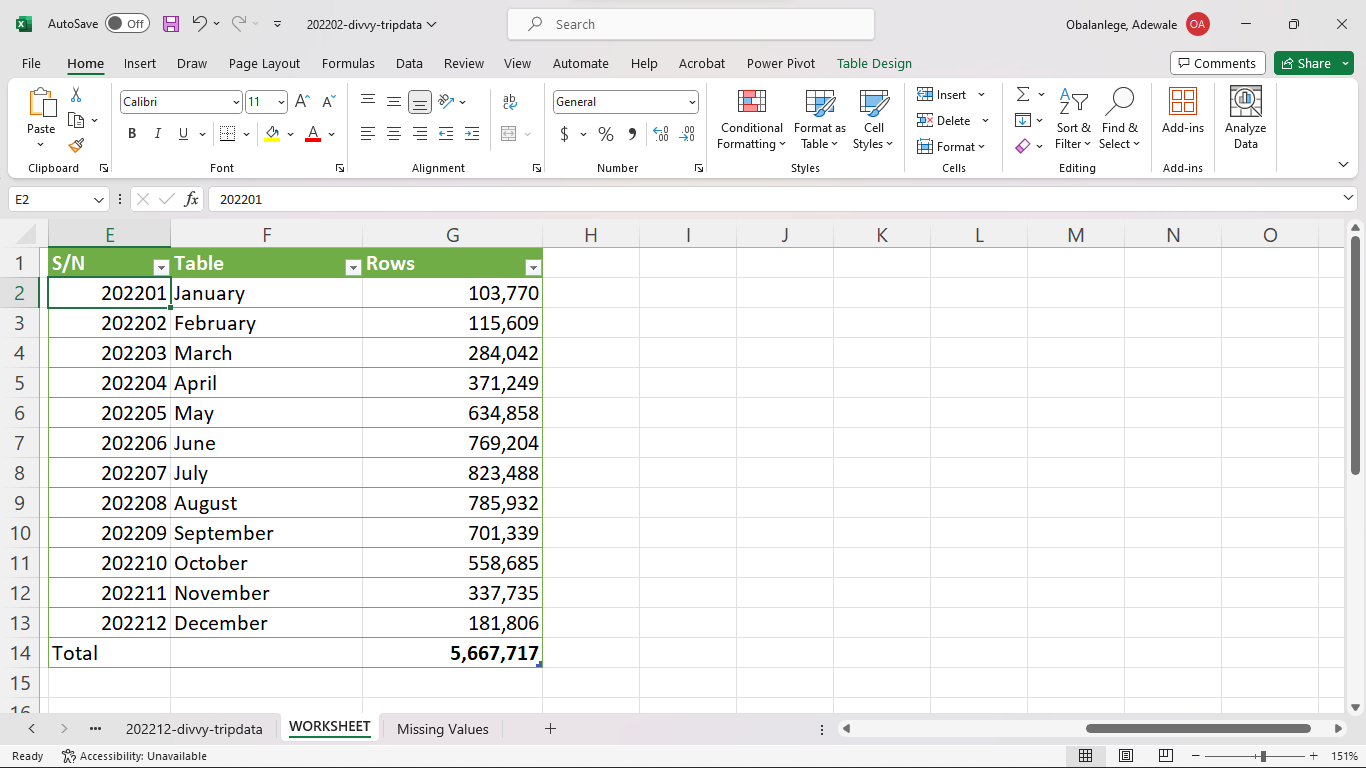 AutoSave Off 202202-divvy-tripdata Search Obalanlege, Adewale OA
File Home Insert Draw Page Layout Formulas Data Review View Automate Help Acrobat Power Pivot Table Design Comments Share
Paste Calibri 11 A A ab General Insert Σ A Z
B I U A $ % 9 Conditional Formatting Format as Table Cell Styles Delete Sort & Filter Find & Select Add-ins Analyze Data
Format
Clipboard Font Alignment Number Styles Cells Editing Add-ins
E2 fx 202201
E F G H I J K L M N O
1 S/N Table Rows
2 202201 January 103,770
3 202202 February 115,609
4 202203 March 284,042
5 202204 April 371,249
6 202205 May 634,858
7 202206 June 769,204
8 202207 July 823,488
9 202208 August 785,932
10 202209 September 701,339
11 202210 October 558,685
12 202211 November 337,735
13 202212 December 181,806
14 Total 5,667,717
15
16
202212-divvy-tripdata WORKSHEET Missing Values +
Ready Accessibility: Unavailable − + 151%